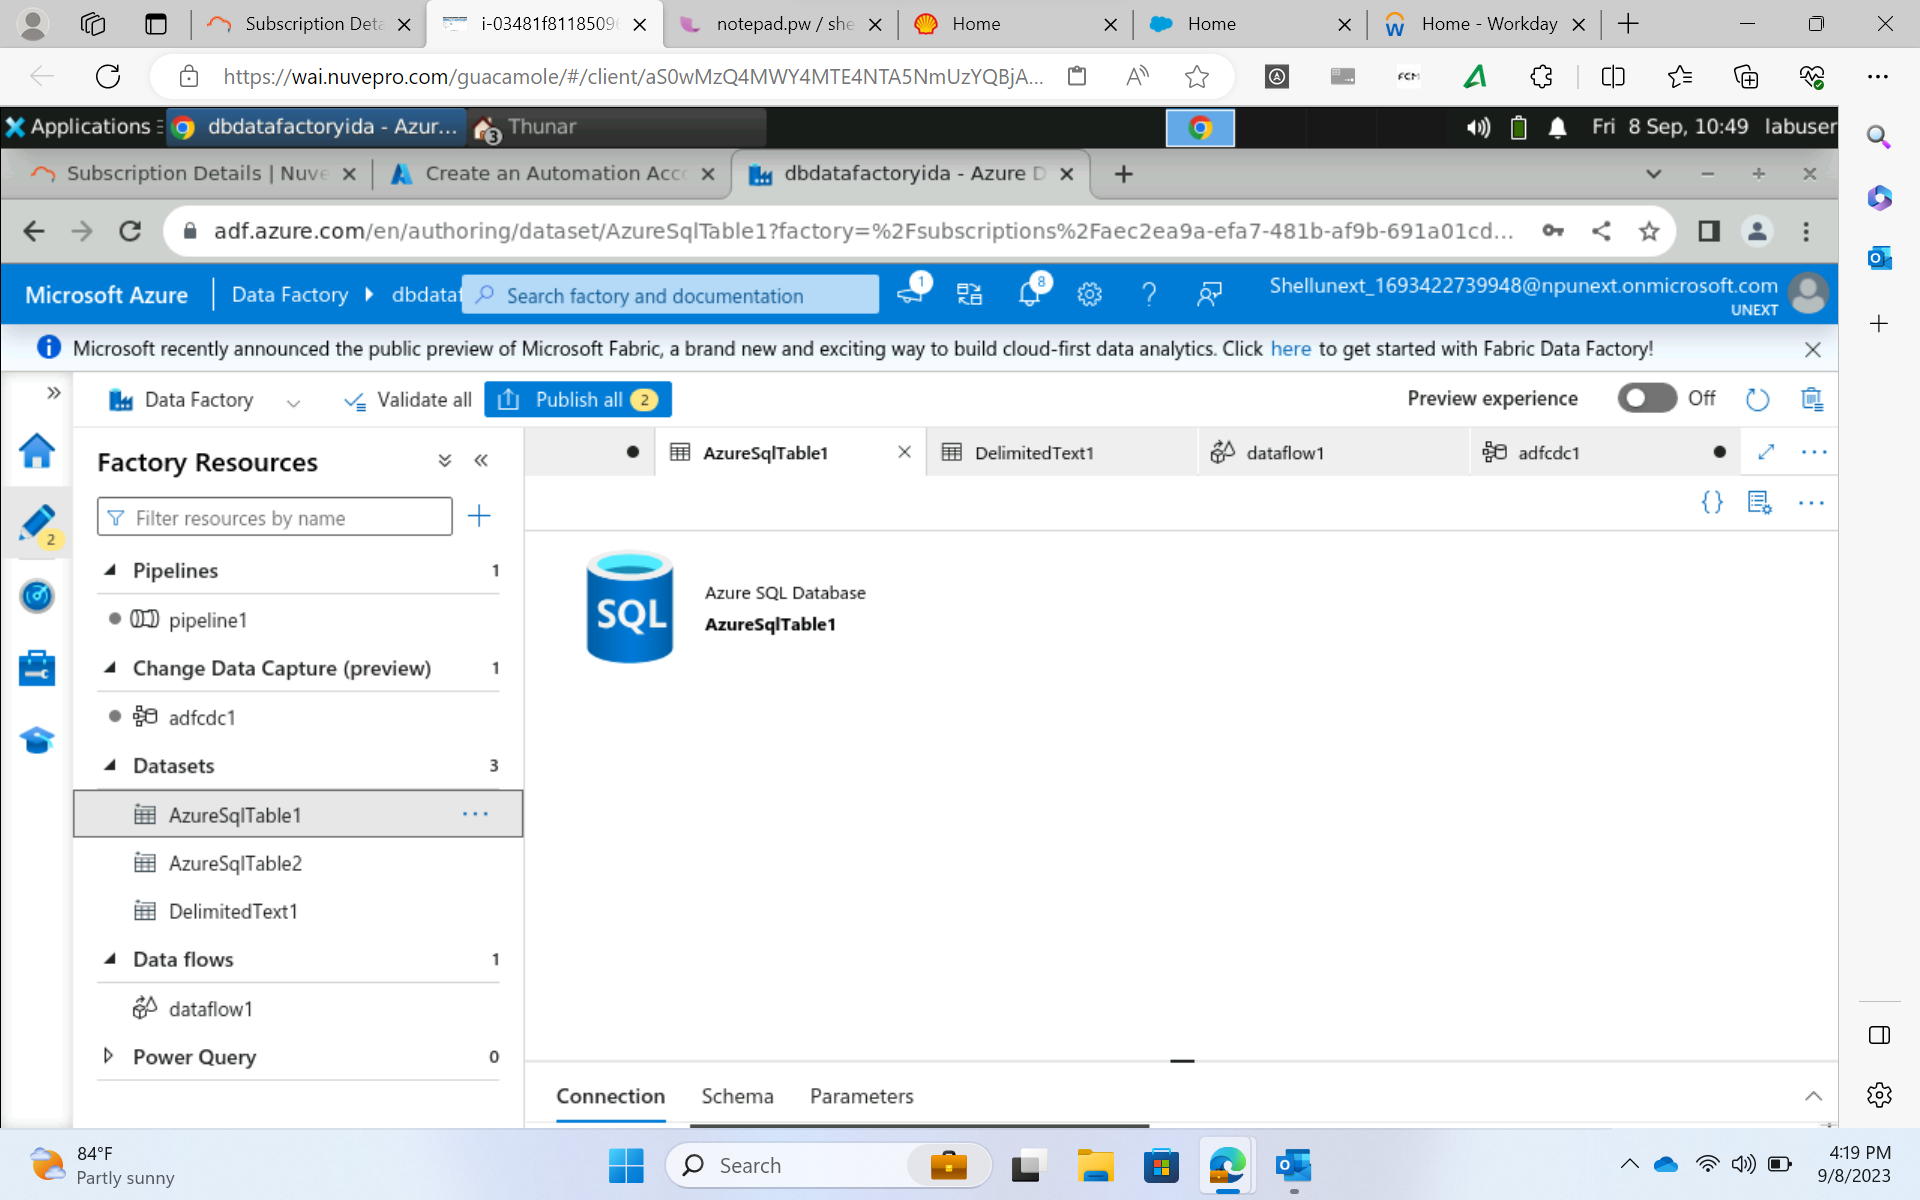 Subscription Deta
i-03481f8118509
notepad.pw / she
Home
Home
Home - Workday
https://wai.nuvepro.com/guacamole/#/client/aS0wMzQ4MWY4MTE4NTA5NmUzYQBjA...
FCM
Applications
dbdatafactoryida - Azur...
3
Thunar
Fri 8 Sep, 10:49 labuser
Subscription Details | Nuve
Create an Automation Acc
dbdatafactoryida - Azure D
adf.azure.com/en/authoring/dataset/AzureSqlTable1?factory=%2Fsubscriptions%2Faec2ea9a-efa7-481b-af9b-691a01cd...
Microsoft Azure
Data Factory
dbdataf
Search factory and documentation
1
8
Shellunext_1693422739948@npunext.onmicrosoft.com
UNEXT
Microsoft recently announced the public preview of Microsoft Fabric, a brand new and exciting way to build cloud-first data analytics. Click here to get started with Fabric Data Factory!
Data Factory
Validate all
Publish all 2
Preview experience
Off
Factory Resources
AzureSqlTable1
DelimitedText1
dataflow1
adfcdc1
Filter resources by name
2
{}
Pipelines 1
pipeline1
SQL
Azure SQL Database
AzureSqlTable1
Change Data Capture (preview) 1
adfcdc1
Datasets 3
AzureSqlTable1
AzureSqlTable2
DelimitedText1
Data flows 1
dataflow1
Power Query 0
Connection
Schema
Parameters
84°F
Partly sunny
Search
4:19 PM
9/8/2023